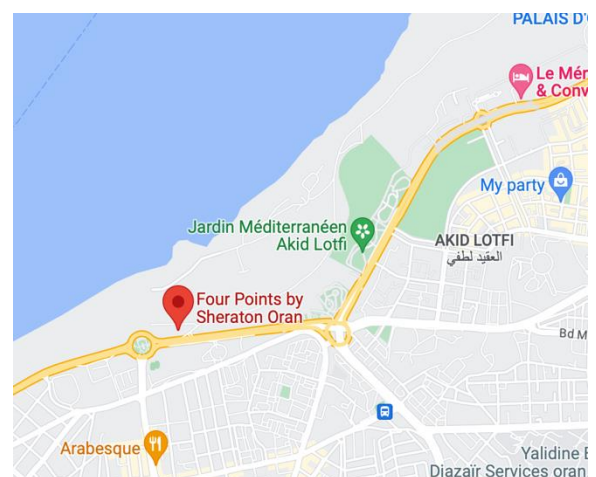 PALAIS D'
Le Mér
& Conv
My party
Jardin Méditerranéen
Akid Lotfi
AKID LOTFI
العقيد لطفي
Four Points by
Sheraton Oran
Bd M
Arabesque
Yalidine E
Diazaïr Services oran